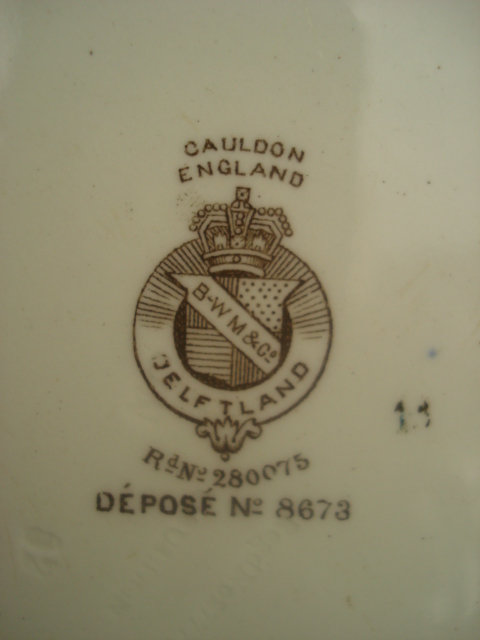 CAULDON
ENGLAND
B-W M & Co
DELFTLAND
Rd No 280075
DÉPOSÉ No 8673